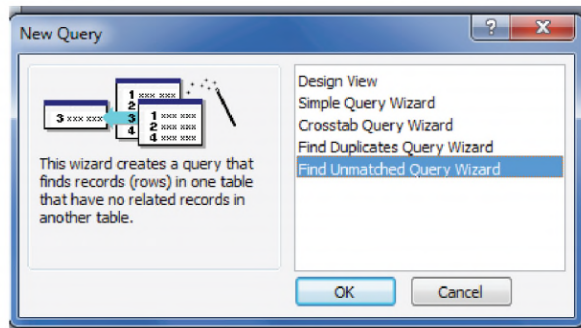 New Query
? X
3 xxx xxx
1 xxx xxx
2
3
4
1 xxx xxx
2 xxx xxx
4 xxx xxx
This wizard creates a query that
finds records (rows) in one table
that have no related records in
another table.
Design View
Simple Query Wizard
Crosstab Query Wizard
Find Duplicates Query Wizard
Find Unmatched Query Wizard
OK
Cancel